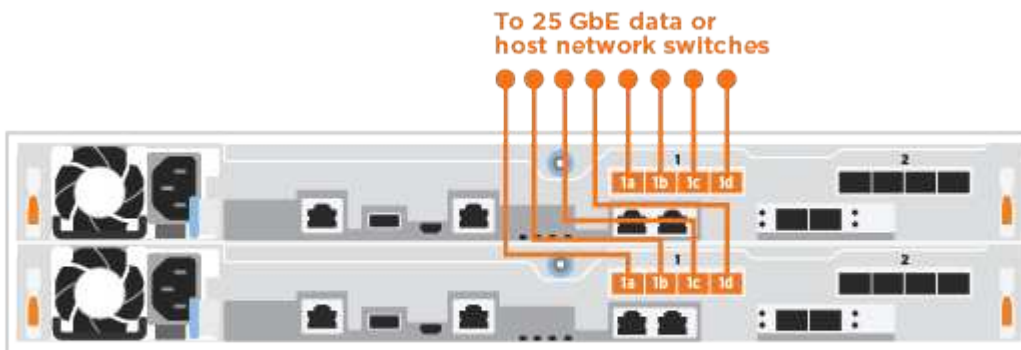 To 25 GbE data or
host network switches
1 2
1a 1b 1c 1d
1 2
1a 1b 1c 1d